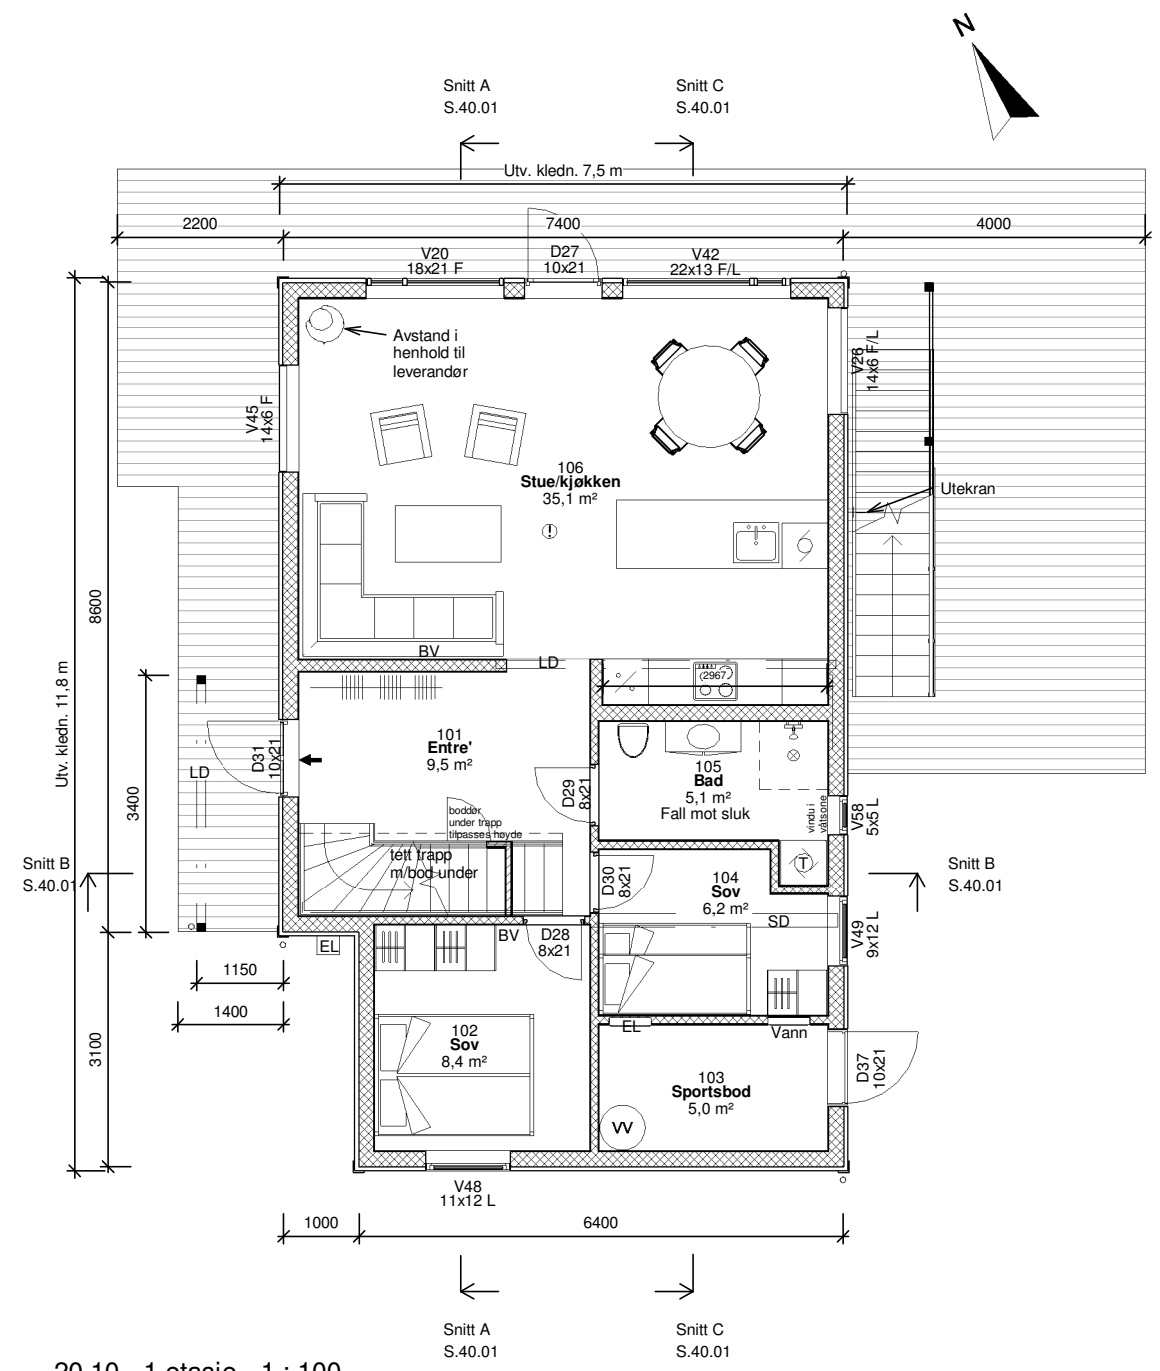 N
Snitt A
S.40.01
Snitt C
S.40.01
Utv. kledn. 7,5 m
2200
7400
4000
V20
18x21 F
D27
10x21
V42
22x13 F/L
Avstand i
henhold til
leverandør
V26
14x6 F/L
V45
14x6 F
106
Stue/kjøkken
35,1 m²
!
Utekran
8600
Utv. kledn. 11,8 m
BV
LD
2967
101
Entre'
9,5 m²
D31
10x21
LD
3400
105
Bad
5,1 m²
Fall mot sluk
D29
8x21
vindu i
våtsone
V58
5x5 L
boddør
under trapp
tilpasses høyde
tett trapp
m/bod under
Snitt B
S.40.01
T
Snitt B
S.40.01
D30
8x21
104
Sov
6,2 m²
SD
V49
9x12 L
EL
BV
D28
8x21
1150
1400
3100
102
Sov
8,4 m²
EL
Vann
103
Sportsbod
5,0 m²
VV
D37
10x21
V48
11x12 L
1000
6400
Snitt A
S.40.01
Snitt C
S.40.01
20.10 - 1.etasje - 1 : 100